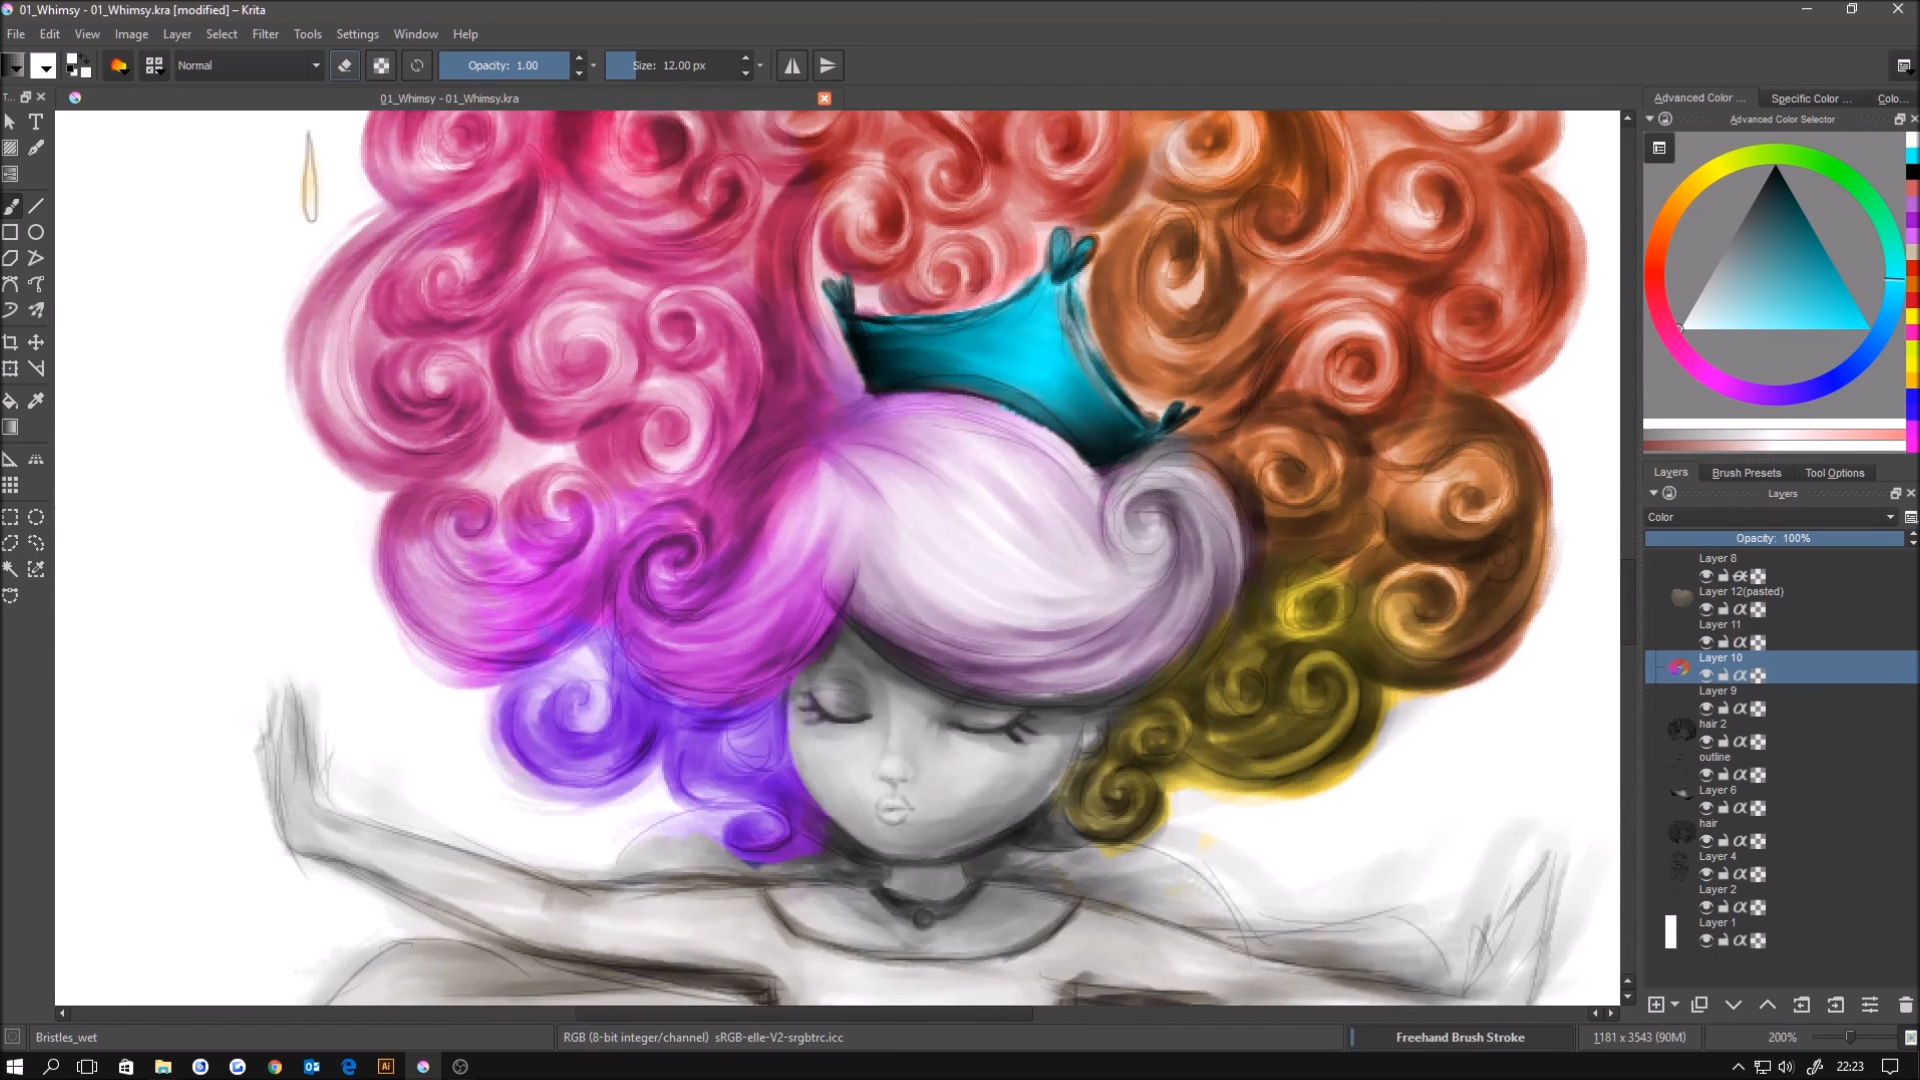 01_Whimsy - 01_Whimsy.kra [modified] – Krita
File Edit View Image Layer Select Filter Tools Settings Window Help
Normal
Opacity: 1.00
Size: 12.00 px
T...
01_Whimsy - 01_Whimsy.kra
Advanced Color ... Specific Color ... Colo...
Advanced Color Selector
Layers Brush Presets Tool Options
Layers
Color
Opacity: 100%
Layer 8
Layer 12(pasted)
Layer 11
Layer 10
Layer 9
hair 2
outline
Layer 6
hair
Layer 4
Layer 2
Layer 1
Bristles_wet
RGB (8-bit integer/channel) sRGB-elle-V2-srgbtrc.icc
Freehand Brush Stroke
1181 x 3543 (90M)
200%
Ai
22:23